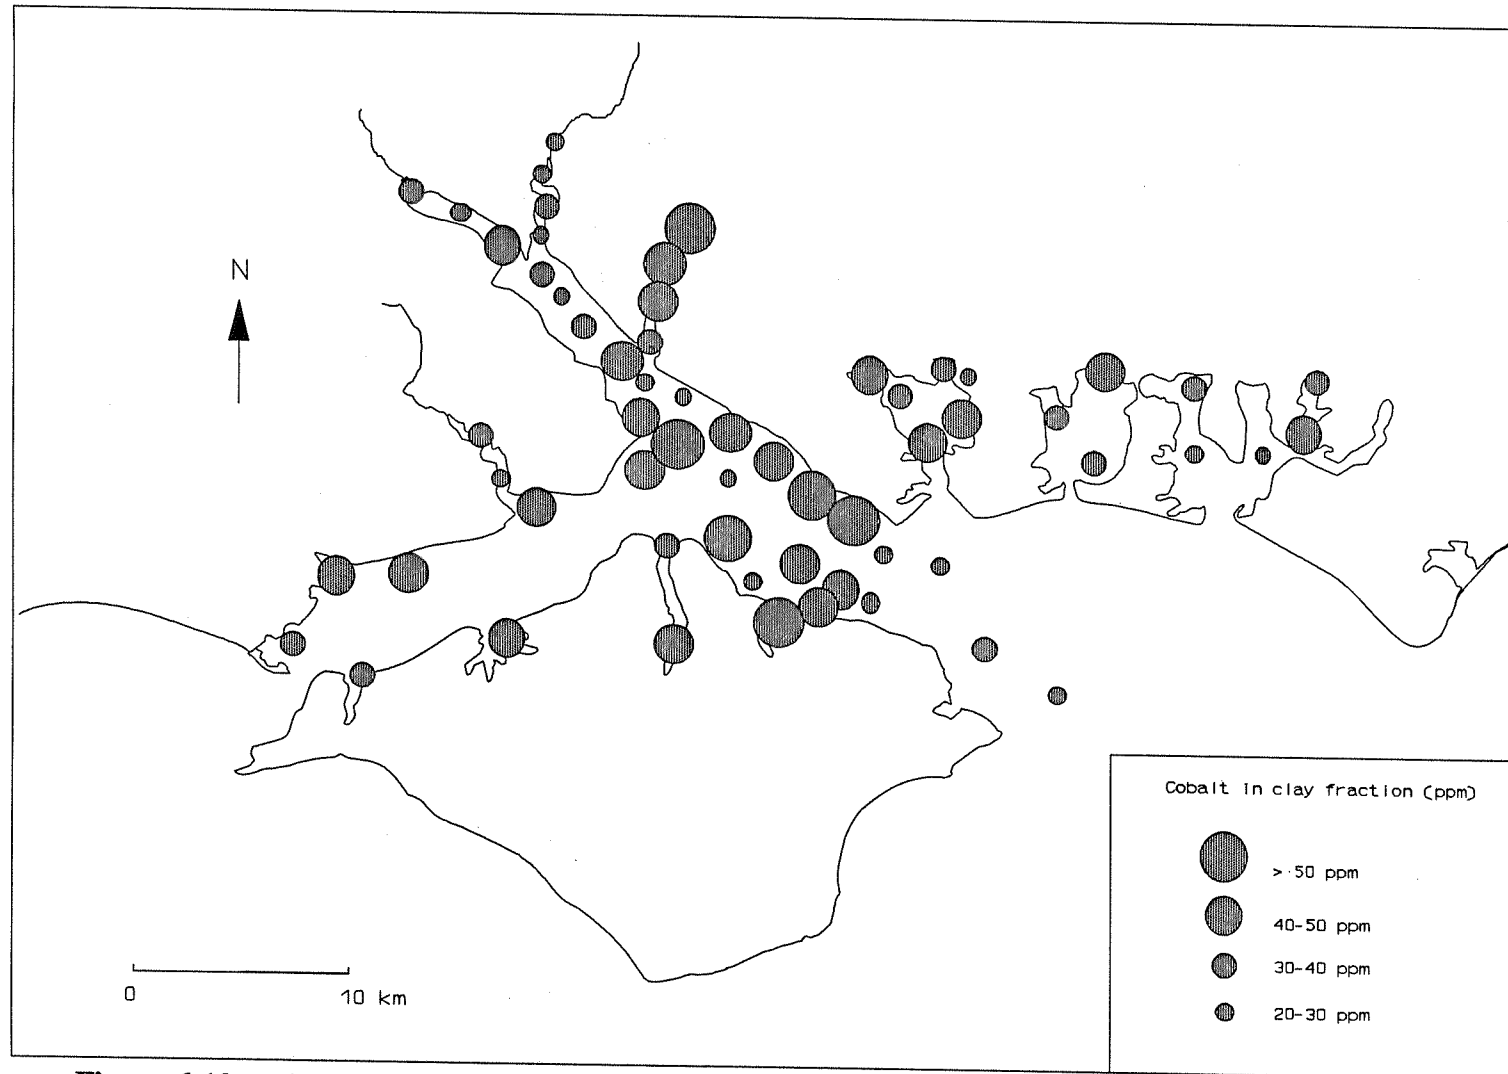 N
0
10 km
Cobalt in clay fraction (ppm)
> 50 ppm
40-50 ppm
30-40 ppm
20-30 ppm